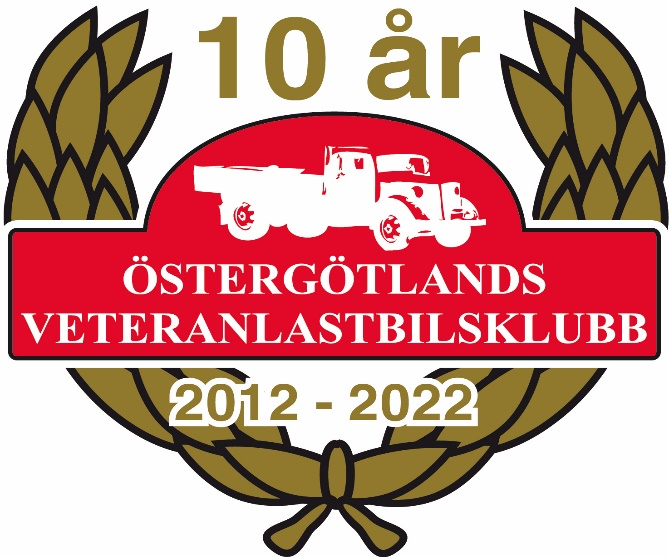 10 år
ÖSTERGÖTLANDS
VETERANLASTBILSKLUBB
2012 - 2022